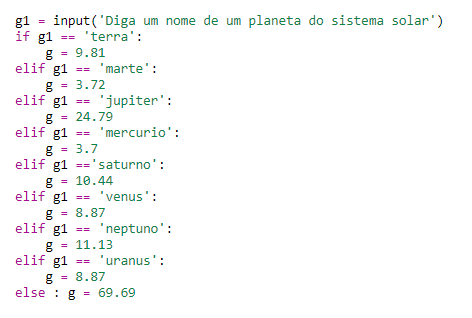 g1 = input('Diga um nome de um planeta do sistema solar')
if g1 == 'terra':
    g = 9.81
elif g1 == 'marte':
    g = 3.72
elif g1 == 'jupiter':
    g = 24.79
elif g1 == 'mercurio':
    g = 3.7
elif g1 =='saturno':
    g = 10.44
elif g1 == 'venus':
    g = 8.87
elif g1 == 'neptuno':
    g = 11.13
elif g1 == 'uranus':
    g = 8.87
else : g = 69.69